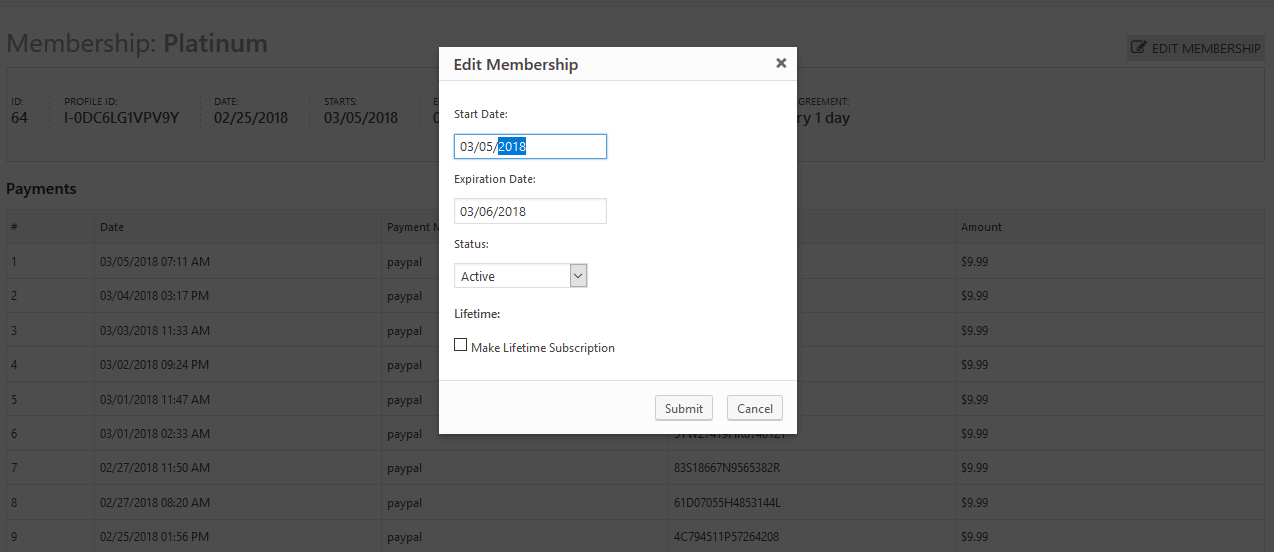 Membership: Platinum
EDIT MEMBERSHIP
Edit Membership
ID:
PROFILE ID:
DATE:
STARTS:
64
I-0DC6LG1VPV9Y
02/25/2018
03/05/2018
1 day
Start Date:
03/05/2018
Expiration Date:
03/06/2018
Status:
Active
Lifetime:
Make Lifetime Subscription
Submit
Cancel
Payments
# Date Payment Amount
1 03/05/2018 07:11 AM paypal $9.99
2 03/04/2018 03:17 PM paypal $9.99
3 03/03/2018 11:33 AM paypal $9.99
4 03/02/2018 09:24 PM paypal $9.99
5 03/01/2018 11:47 AM paypal $9.99
6 03/01/2018 02:33 AM paypal $9.99
7 02/27/2018 11:50 AM paypal 83S18667N9565382R $9.99
8 02/27/2018 08:20 AM paypal 61D07055H4853144L $9.99
9 02/25/2018 01:56 PM paypal 4C794511P57264208 $9.99